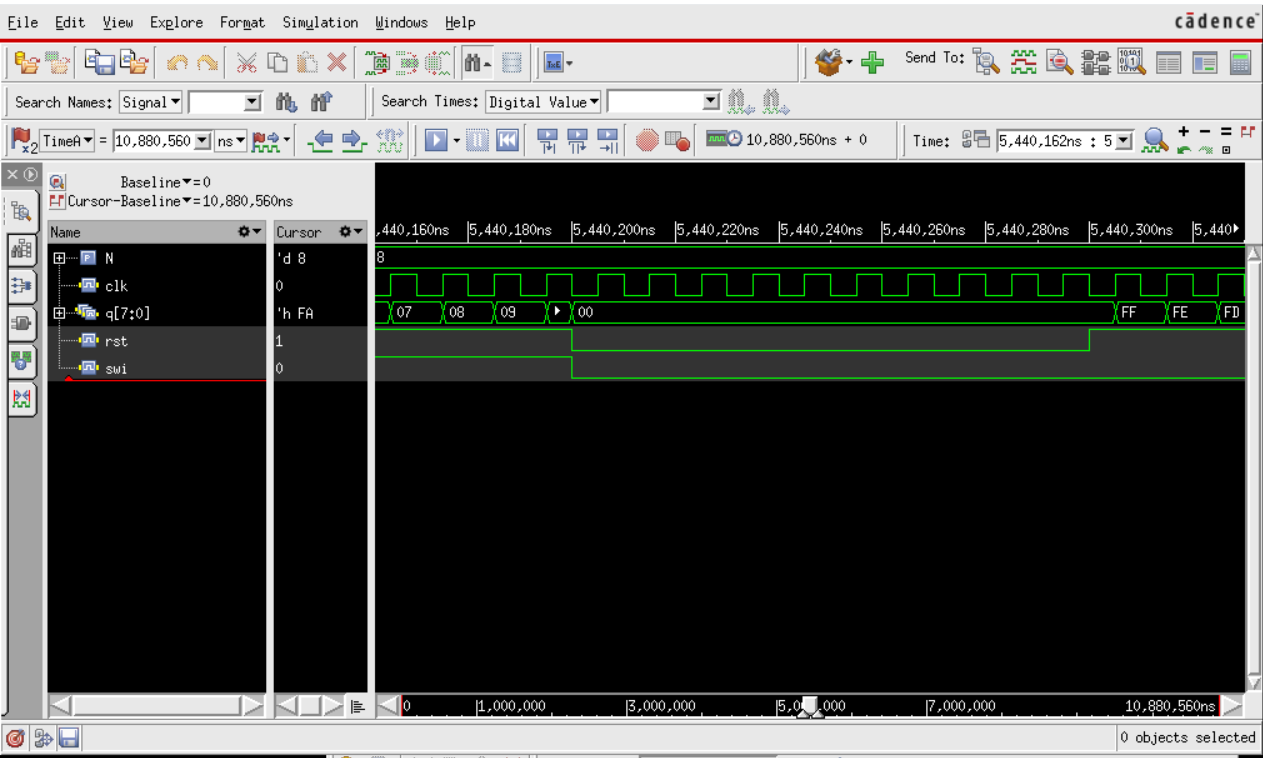 File Edit View Explore Format Simulation Windows Help cādence
Send To:
Search Names: Signal Search Times: Digital Value
x2 TimeA = 10,880,560 ns 10,880,560ns + 0 Time: 5,440,162ns : 5
Baseline=0
Cursor-Baseline=10,880,560ns
Name Cursor ,440,160ns 5,440,180ns 5,440,200ns 5,440,220ns 5,440,240ns 5,440,260ns 5,440,280ns 5,440,300ns 5,440
N 'd 8 8
clk 0
q[7:0] 'h FA 07 08 09 00 FF FE FD
rst 1
swi 0
0 1,000,000 3,000,000 5,0 ,000 7,000,000 10,880,560ns
0 objects selected